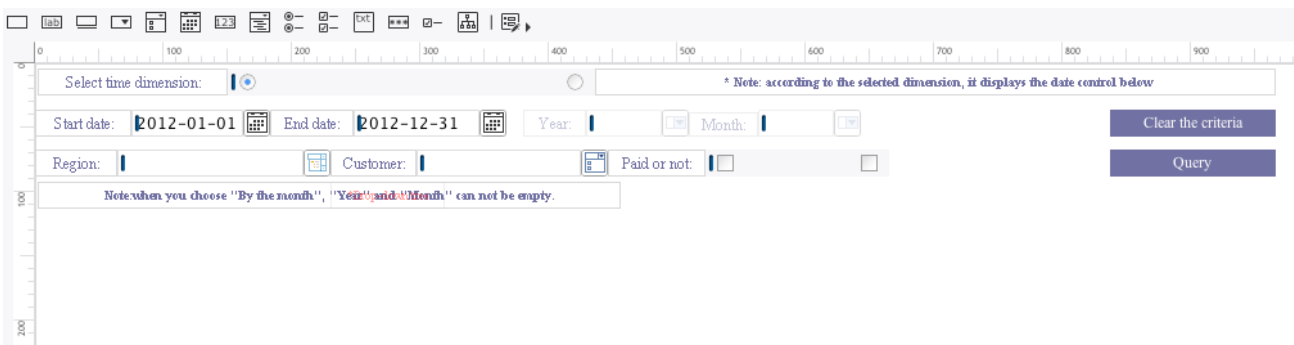 lab 123 txt
0 100 200 300 400 500 600 700 800 900
0
Select time dimension: * Note: according to the selected dimension, it displays the date control below
Start date: 2012-01-01 End date: 2012-12-31 Year: Month: Clear the criteria
Region: Customer: Paid or not: Query
100
Note:when you choose "By the month", "Year" and "Month" can not be empty.
200